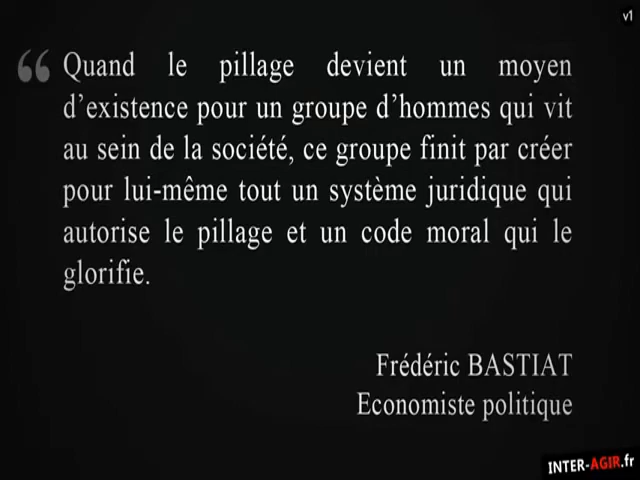 v1
“ Quand le pillage devient un moyen
d’existence pour un groupe d’hommes qui vit
au sein de la société, ce groupe finit par créer
pour lui-même tout un système juridique qui
autorise le pillage et un code moral qui le
glorifie.
Frédéric BASTIAT
Economiste politique
INTER-AGIR.fr